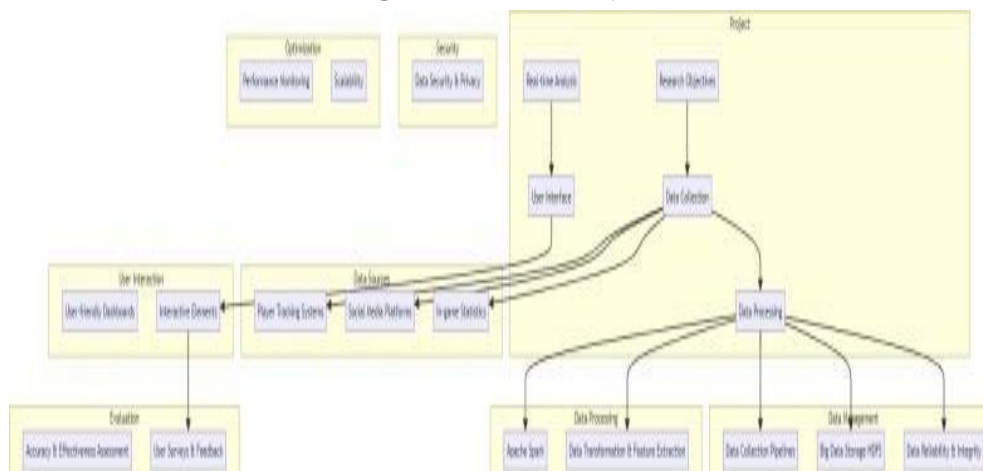 Project
Optimization
Security
Performance Monitoring
Scalability
Data Security & Privacy
Real-time Analysis
Research Objectives
User Interface
Data Collection
User Interaction
Data Sources
User-friendly Dashboards
Interactive Elements
Player Tracking Systems
Social Media Platforms
In-game Statistics
Data Processing
Evaluation
Data Processing
Data Management
Accuracy & Effectiveness Assessment
User Surveys & Feedback
Apache Spark
Data Transformation & Feature Extraction
Data Collection Pipelines
Big Data Storage HDFS
Data Reliability & Integrity